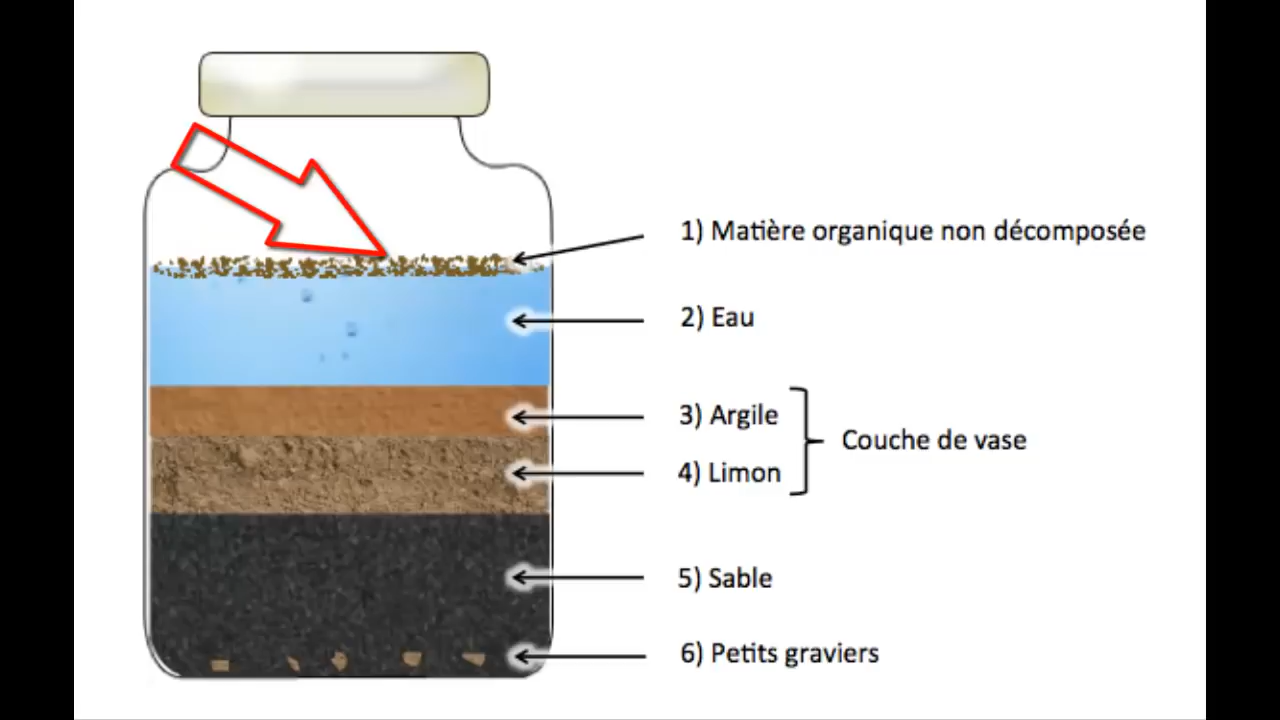 1) Matière organique non décomposée
2) Eau
3) Argile
4) Limon
Couche de vase
5) Sable
6) Petits graviers